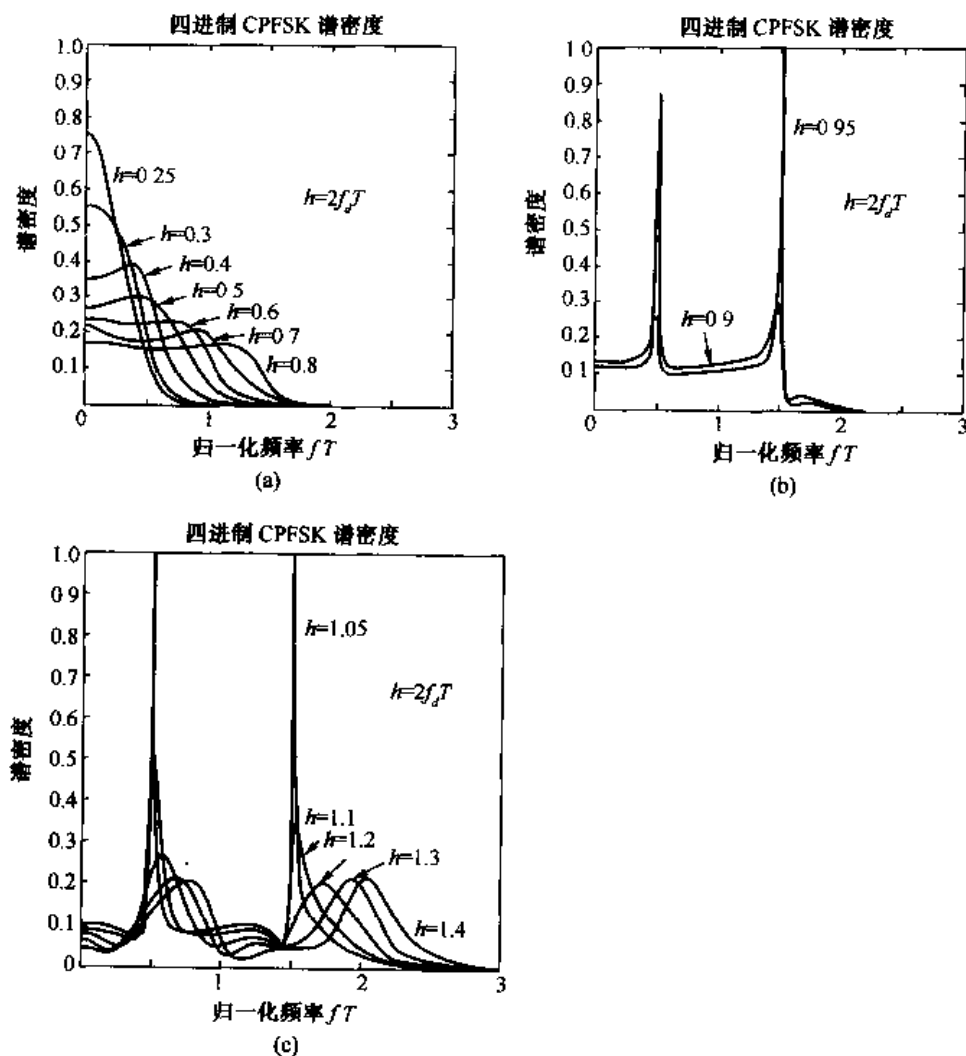 四进制 CPFSK 谱密度
1.0
0.9
0.8
0.7
0.6
0.5
0.4
0.3
0.2
0.1
0
1
2
3
谱密度
h=0 25
h=0.3
h=0.4
h=0.5
h=0.6
h=0 7
h=0.8
h=2f_dT
归一化频率 fT
(a)
四进制 CPFSK 谱密度
1.0
0.9
0.8
0.7
0.6
0.5
0.4
0.3
0.2
0 1
0
1
2
3
谱密度
h=0 95
h=0 9
h=2f_dT
归一化频率 fT
(b)
四进制 CPFSK 谱密度
1.0
0.9
0.8
0.7
0.6
0.5
0.4
0.3
0.2
0.1
0
1
2
3
谱密度
h=1.05
h=2f_dT
h=1.1
h=1.2
h=1.3
h=1.4
归一化频率 fT
(c)